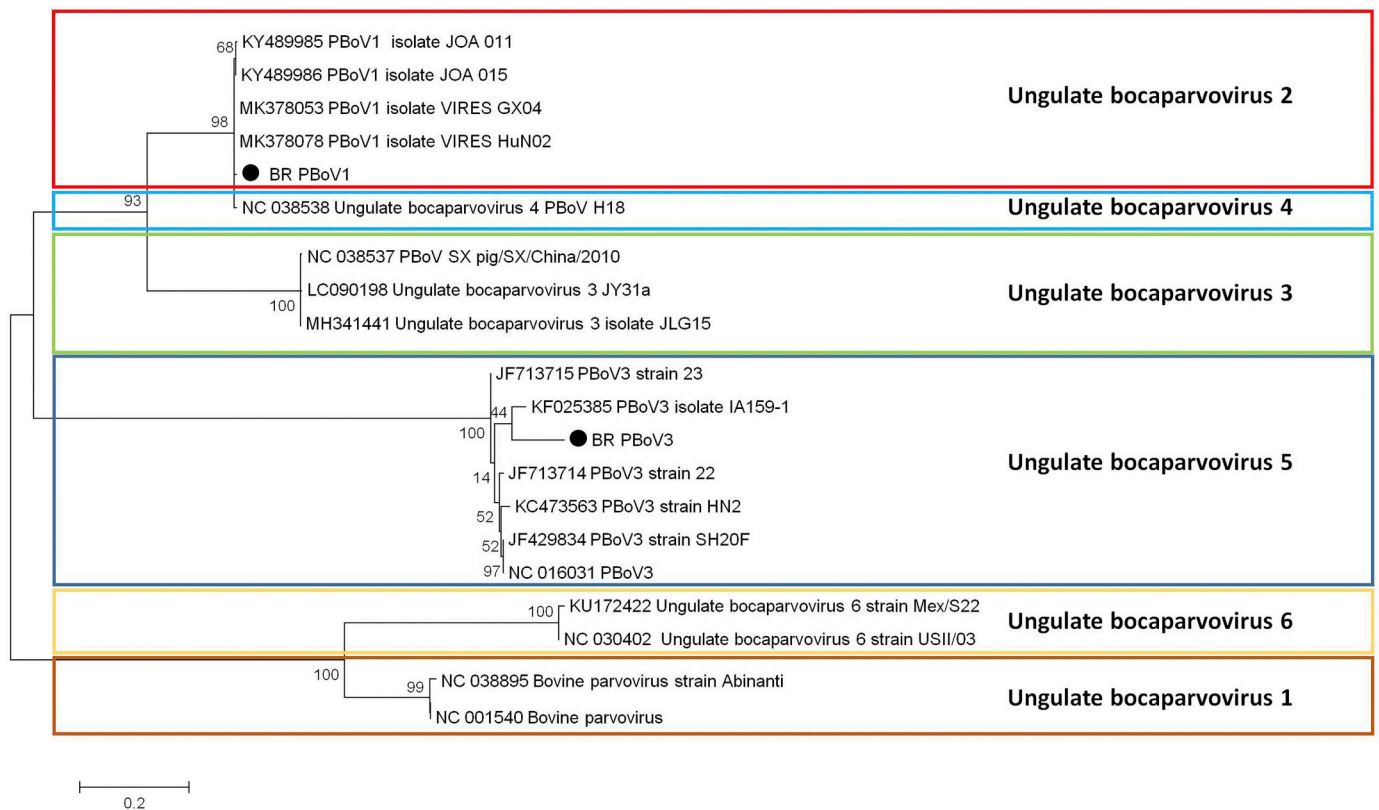 68
KY489985 PBoV1 isolate JOA 011
KY489986 PBoV1 isolate JOA 015
Ungulate bocaparvovirus 2
MK378053 PBoV1 isolate VIRES GX04
98
MK378078 PBoV1 isolate VIRES HuN02
BR PBoV1
93
NC 038538 Ungulate bocaparvovirus 4 PBoV H18
Ungulate bocaparvovirus 4
NC 038537 PBoV SX pig/SX/China/2010
LC090198 Ungulate bocaparvovirus 3 JY31a
Ungulate bocaparvovirus 3
100
MH341441 Ungulate bocaparvovirus 3 isolate JLG15
JF713715 PBoV3 strain 23
44
KF025385 PBoV3 isolate IA159-1
100
BR PBoV3
Ungulate bocaparvovirus 5
14
JF713714 PBoV3 strain 22
KC473563 PBoV3 strain HN2
52
JF429834 PBoV3 strain SH20F
52
97
NC 016031 PBoV3
100
KU172422 Ungulate bocaparvovirus 6 strain Mex/S22
Ungulate bocaparvovirus 6
NC 030402 Ungulate bocaparvovirus 6 strain USII/03
100
99
NC 038895 Bovine parvovirus strain Abinanti
Ungulate bocaparvovirus 1
NC 001540 Bovine parvovirus
0.2